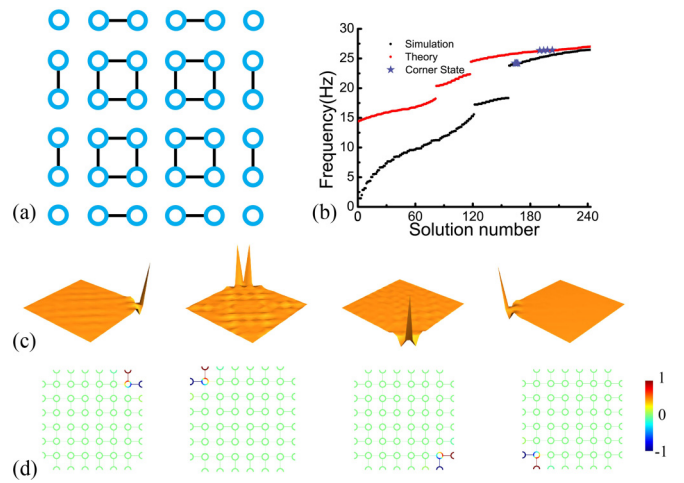 (a)
(b)
30
25
20
15
10
5
0
Frequency(Hz)
Simulation
Theory
Corner State
0 60 120 180 240
Solution number
(c)
(d)
1
0
-1